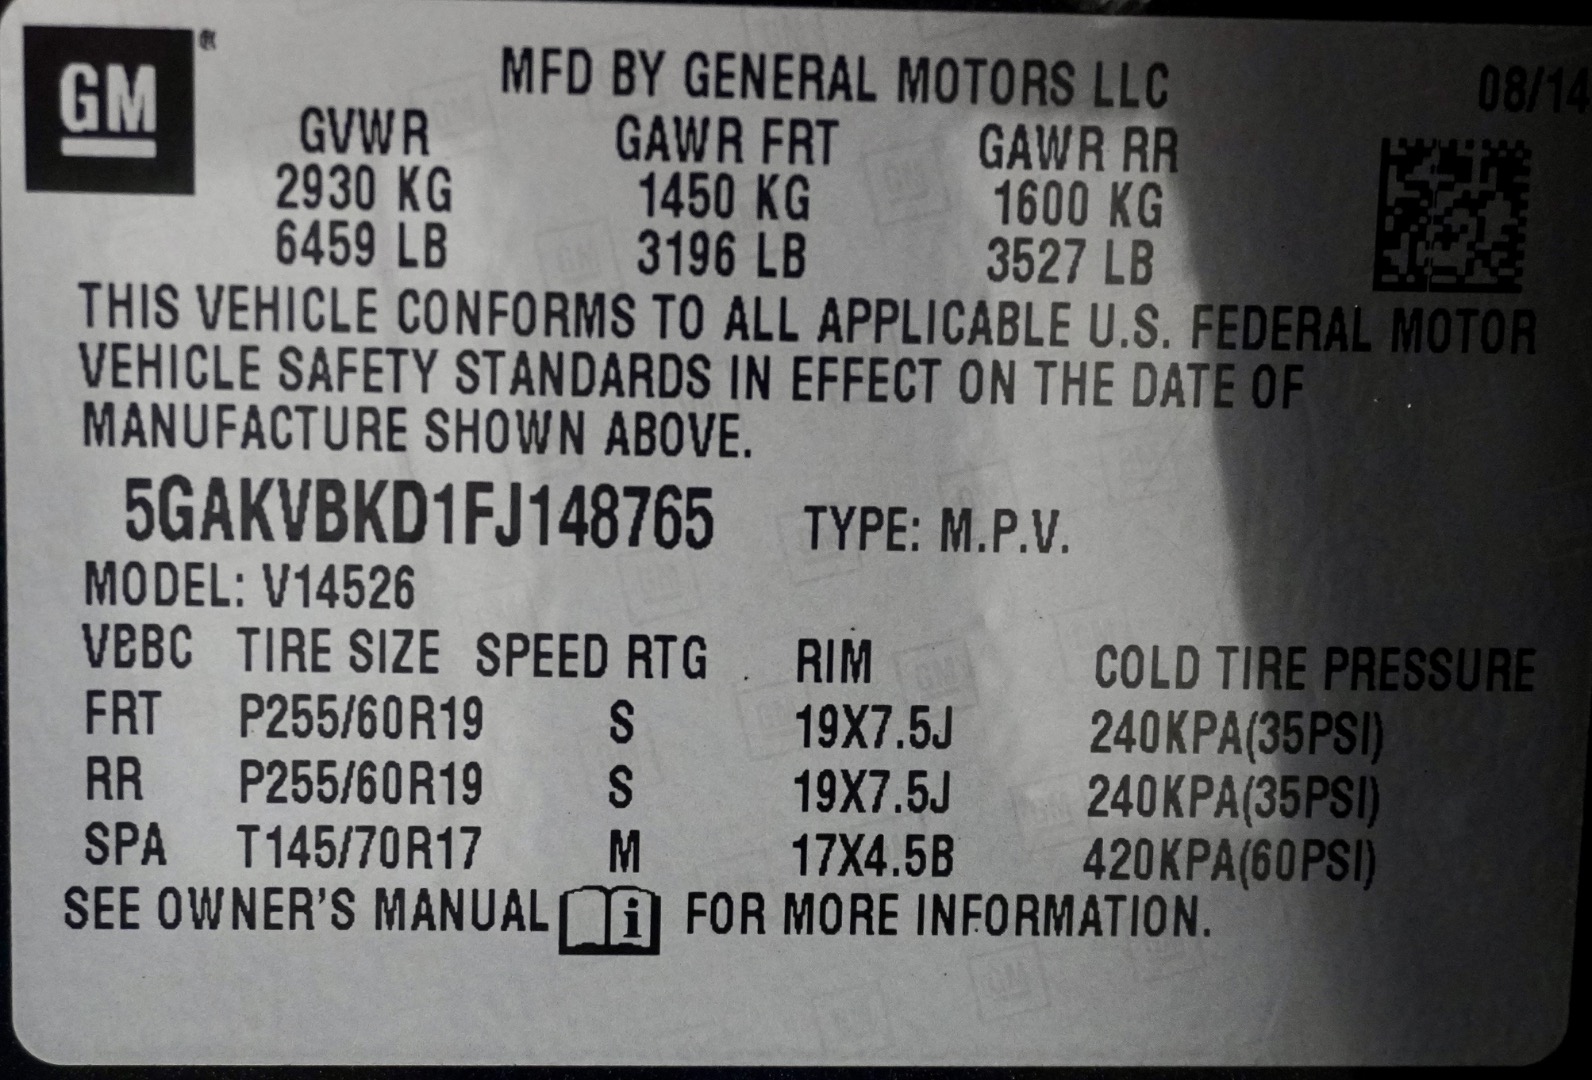 GM
MFD BY GENERAL MOTORS LLC 08/14
GVWR GAWR FRT GAWR RR
2930 KG 1450 KG 1600 KG
6459 LB 3196 LB 3527 LB
THIS VEHICLE CONFORMS TO ALL APPLICABLE U.S. FEDERAL MOTOR
VEHICLE SAFETY STANDARDS IN EFFECT ON THE DATE OF
MANUFACTURE SHOWN ABOVE.
5GAKVBKD1FJ148765 TYPE: M.P.V.
MODEL: V14526
VBBC TIRE SIZE SPEED RTG RIM COLD TIRE PRESSURE
FRT P255/60R19 S 19X7.5J 240KPA(35PSI)
RR P255/60R19 S 19X7.5J 240KPA(35PSI)
SPA T145/70R17 M 17X4.5B 420KPA(60PSI)
SEE OWNER'S MANUAL i FOR MORE INFORMATION.